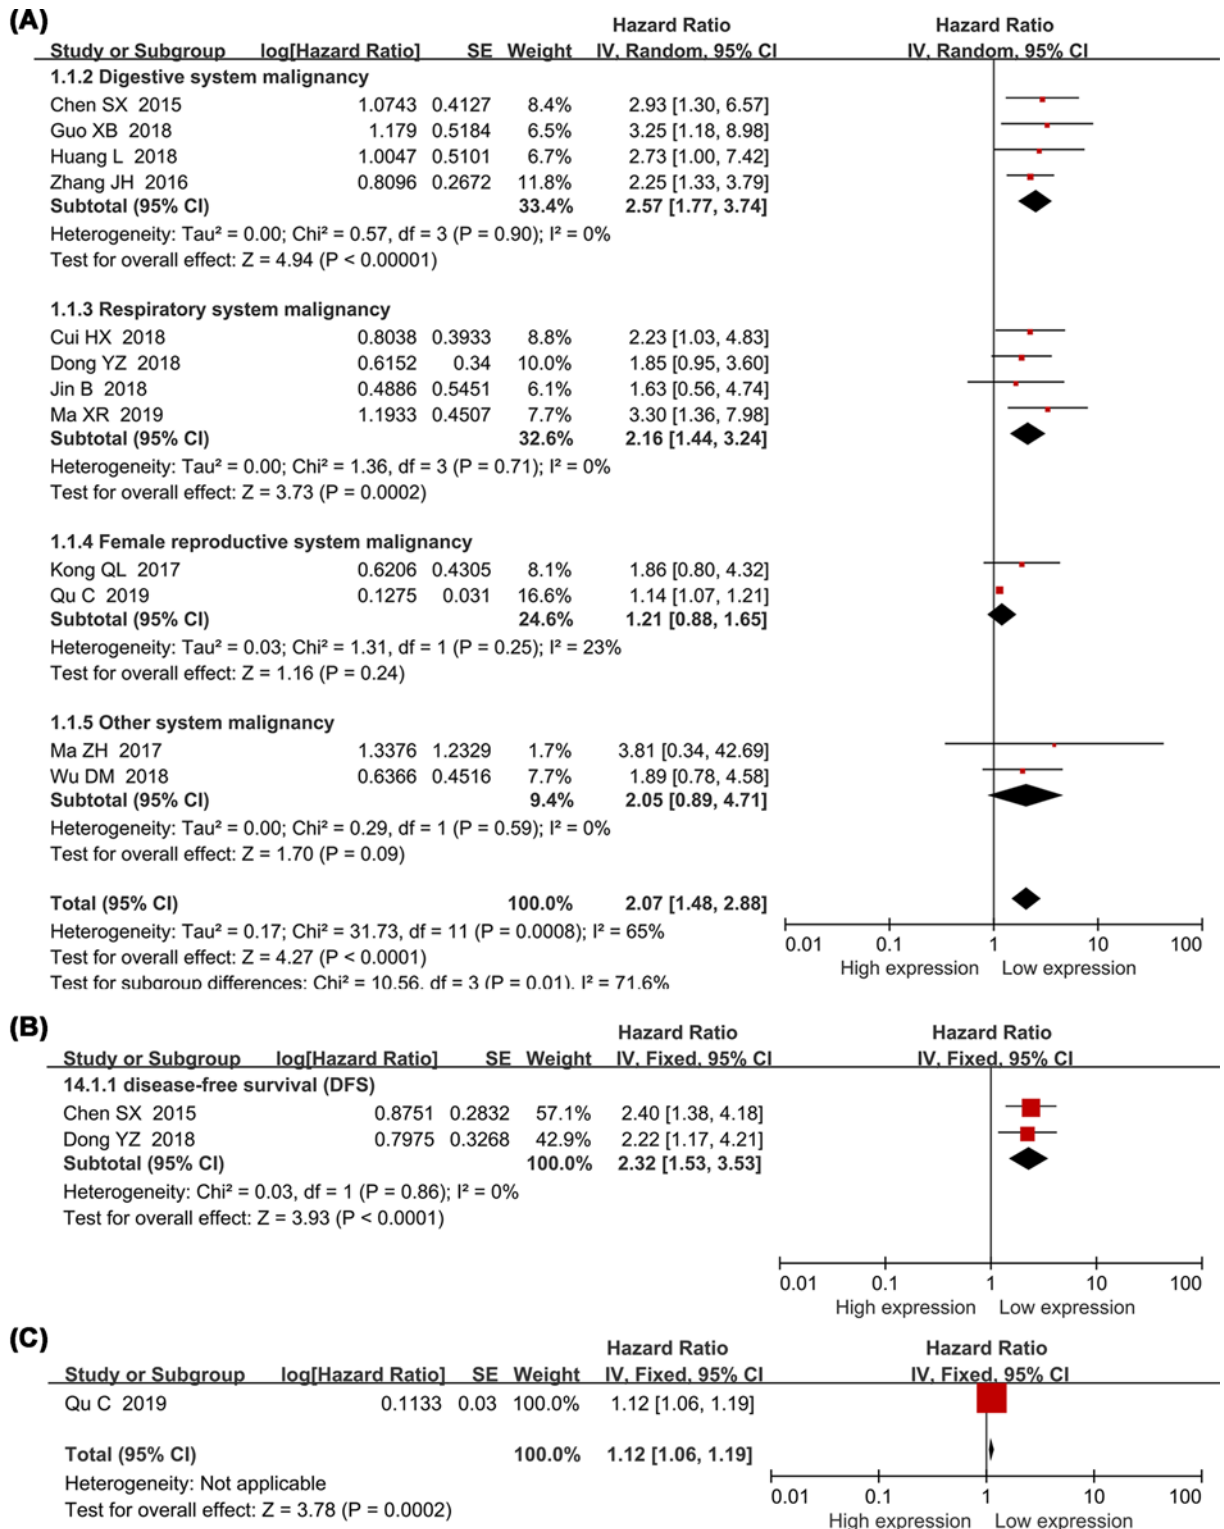 (A)
Hazard Ratio Hazard Ratio
Study or Subgroup log[Hazard Ratio] SE Weight IV, Random, 95% CI IV, Random, 95% CI
1.1.2 Digestive system malignancy
Chen SX 2015 1.0743 0.4127 8.4% 2.93 [1.30, 6.57]
Guo XB 2018 1.179 0.5184 6.5% 3.25 [1.18, 8.98]
Huang L 2018 1.0047 0.5101 6.7% 2.73 [1.00, 7.42]
Zhang JH 2016 0.8096 0.2672 11.8% 2.25 [1.33, 3.79]
Subtotal (95% CI) 33.4% 2.57 [1.77, 3.74]
Heterogeneity: Tau² = 0.00; Chi² = 0.57, df = 3 (P = 0.90); I² = 0%
Test for overall effect: Z = 4.94 (P < 0.00001)
1.1.3 Respiratory system malignancy
Cui HX 2018 0.8038 0.3933 8.8% 2.23 [1.03, 4.83]
Dong YZ 2018 0.6152 0.34 10.0% 1.85 [0.95, 3.60]
Jin B 2018 0.4886 0.5451 6.1% 1.63 [0.56, 4.74]
Ma XR 2019 1.1933 0.4507 7.7% 3.30 [1.36, 7.98]
Subtotal (95% CI) 32.6% 2.16 [1.44, 3.24]
Heterogeneity: Tau² = 0.00; Chi² = 1.36, df = 3 (P = 0.71); I² = 0%
Test for overall effect: Z = 3.73 (P = 0.0002)
1.1.4 Female reproductive system malignancy
Kong QL 2017 0.6206 0.4305 8.1% 1.86 [0.80, 4.32]
Qu C 2019 0.1275 0.031 16.6% 1.14 [1.07, 1.21]
Subtotal (95% CI) 24.6% 1.21 [0.88, 1.65]
Heterogeneity: Tau² = 0.03; Chi² = 1.31, df = 1 (P = 0.25); I² = 23%
Test for overall effect: Z = 1.16 (P = 0.24)
1.1.5 Other system malignancy
Ma ZH 2017 1.3376 1.2329 1.7% 3.81 [0.34, 42.69]
Wu DM 2018 0.6366 0.4516 7.7% 1.89 [0.78, 4.58]
Subtotal (95% CI) 9.4% 2.05 [0.89, 4.71]
Heterogeneity: Tau² = 0.00; Chi² = 0.29, df = 1 (P = 0.59); I² = 0%
Test for overall effect: Z = 1.70 (P = 0.09)
Total (95% CI) 100.0% 2.07 [1.48, 2.88]
Heterogeneity: Tau² = 0.17; Chi² = 31.73, df = 11 (P = 0.0008); I² = 65%
Test for overall effect: Z = 4.27 (P < 0.0001)
Test for subgroup differences: Chi² = 10.56, df = 3 (P = 0.01), I² = 71.6%
0.01 0.1 1 10 100
High expression Low expression
(B)
Hazard Ratio Hazard Ratio
Study or Subgroup log[Hazard Ratio] SE Weight IV, Fixed, 95% CI IV, Fixed, 95% CI
14.1.1 disease-free survival (DFS)
Chen SX 2015 0.8751 0.2832 57.1% 2.40 [1.38, 4.18]
Dong YZ 2018 0.7975 0.3268 42.9% 2.22 [1.17, 4.21]
Subtotal (95% CI) 100.0% 2.32 [1.53, 3.53]
Heterogeneity: Chi² = 0.03, df = 1 (P = 0.86); I² = 0%
Test for overall effect: Z = 3.93 (P < 0.0001)
0.01 0.1 1 10 100
High expression Low expression
(C)
Hazard Ratio Hazard Ratio
Study or Subgroup log[Hazard Ratio] SE Weight IV, Fixed, 95% CI IV, Fixed, 95% CI
Qu C 2019 0.1133 0.03 100.0% 1.12 [1.06, 1.19]
Total (95% CI) 100.0% 1.12 [1.06, 1.19]
Heterogeneity: Not applicable
Test for overall effect: Z = 3.78 (P = 0.0002)
0.01 0.1 1 10 100
High expression Low expression